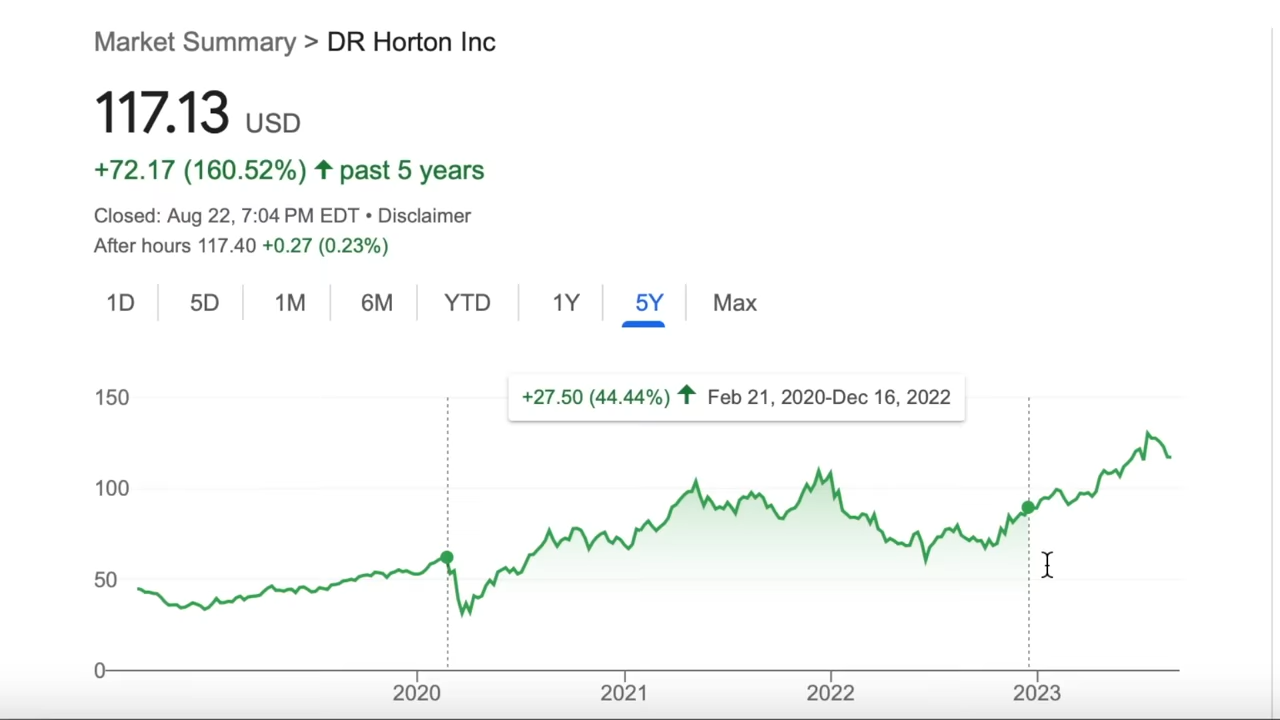 Market Summary > DR Horton Inc
117.13 USD
+72.17 (160.52%) ↑ past 5 years
Closed: Aug 22, 7:04 PM EDT • Disclaimer
After hours 117.40 +0.27 (0.23%)
1D 5D 1M 6M YTD 1Y 5Y Max
+27.50 (44.44%) ↑ Feb 21, 2020-Dec 16, 2022
150
100
50
0
2020 2021 2022 2023